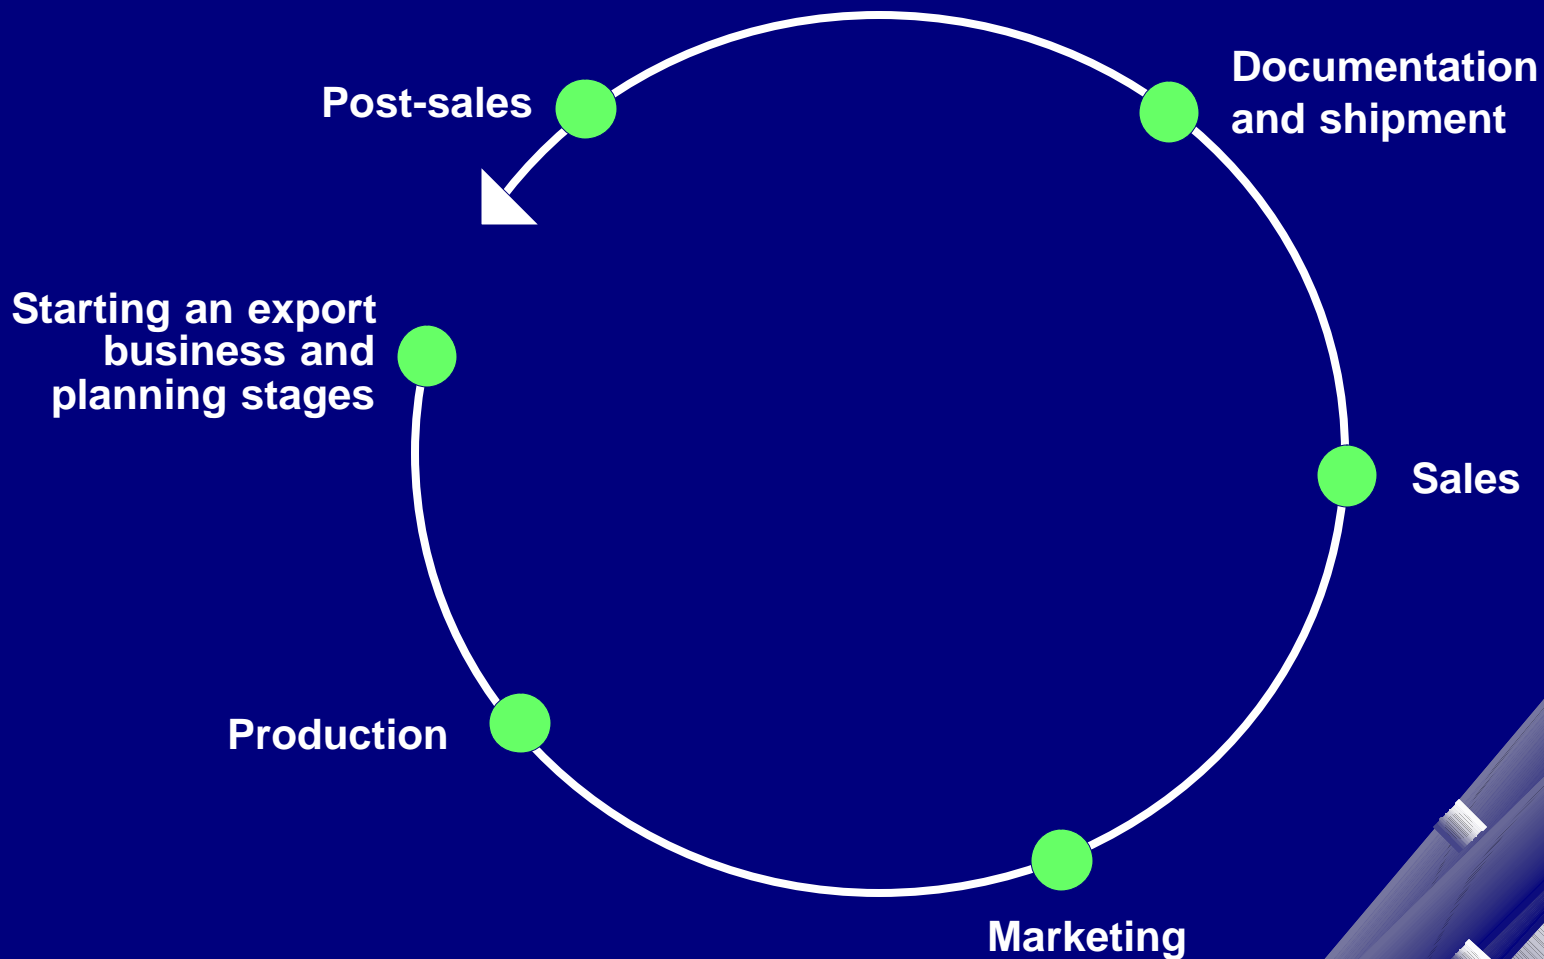 Post-sales
Documentation
and shipment
Starting an export
business and
planning stages
Sales
Production
Marketing